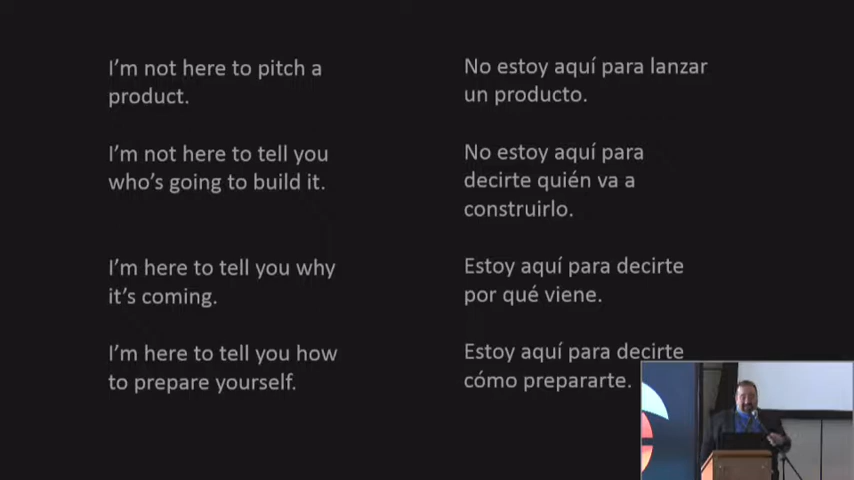 I'm not here to pitch a
product.
I'm not here to tell you
who's going to build it.
I'm here to tell you why
it's coming.
I'm here to tell you how
to prepare yourself.
No estoy aquí para lanzar
un producto.
No estoy aquí para
decirte quién va a
construirlo.
Estoy aquí para decirte
por qué viene.
Estoy aquí para decirte
cómo prepararte.